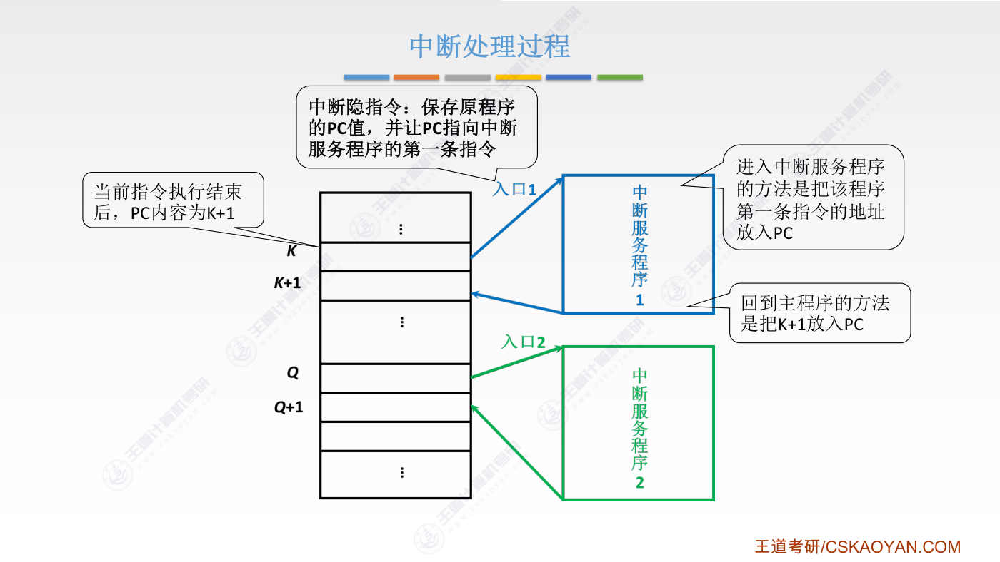 中断处理过程
中断隐指令：保存原程序
的PC值，并让PC指向中断
服务程序的第一条指令
当前指令执行结束
后，PC内容为K+1
入口1
进入中断服务程序
的方法是把该程序
第一条指令的地址
放入PC
⋮
K
K+1
⋮
中断服务程序1
回到主程序的方法
是把K+1放入PC
入口2
Q
Q+1
⋮
中断服务程序2
王道考研/CSKAOYAN.COM